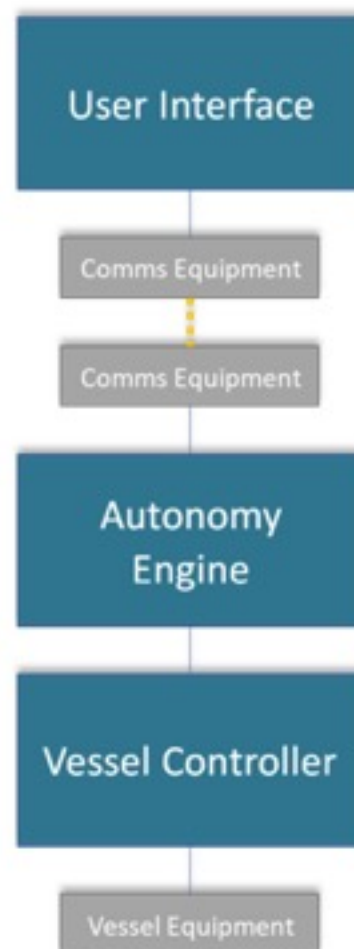 User Interface
Comms Equipment
Comms Equipment
Autonomy
Engine
Vessel Controller
Vessel Equipment